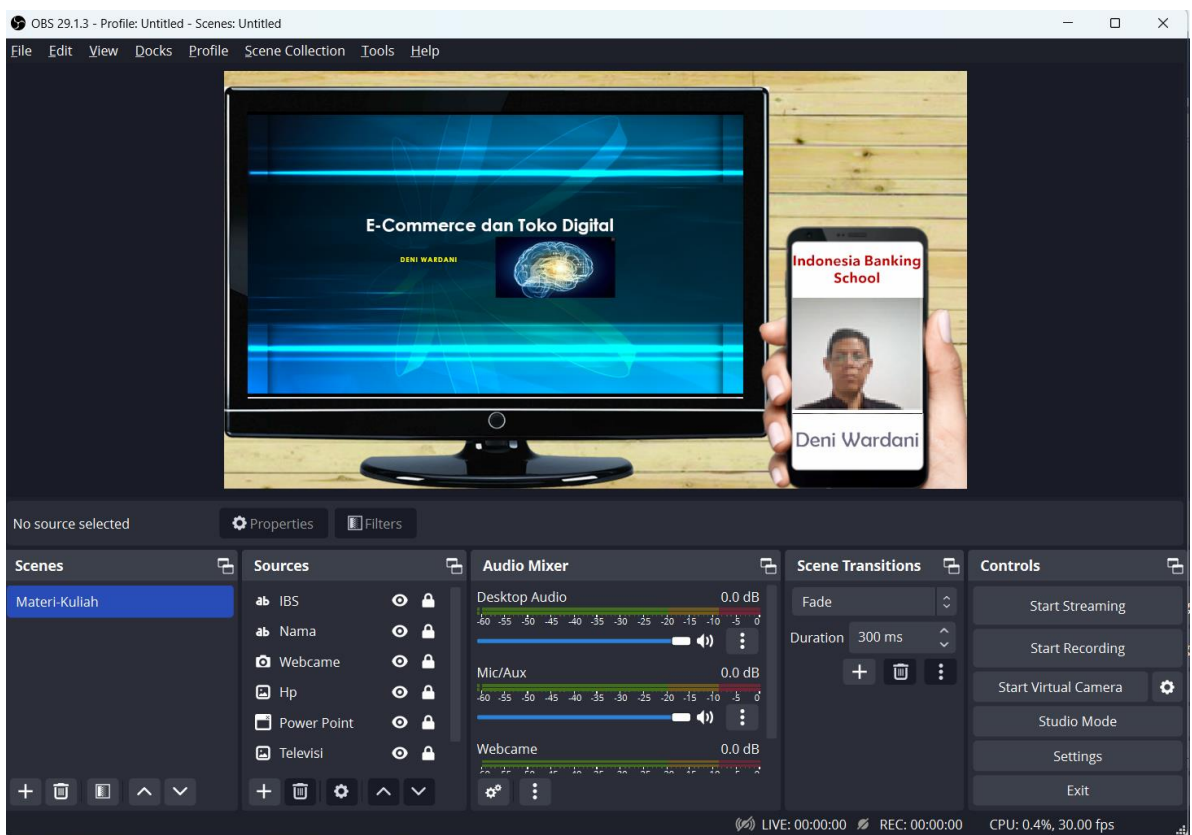 OBS 29.1.3 - Profile: Untitled - Scenes: Untitled
File Edit View Docks Profile Scene Collection Tools Help
E-Commerce dan Toko Digital
DENI WARDANI
Indonesia Banking
School
Deni Wardani
No source selected
Properties
Filters
Scenes
Materi-Kuliah
Sources
IBS
Nama
Webcame
Hp
Power Point
Televisi
Audio Mixer
Desktop Audio 0.0 dB
-60 -55 -50 -45 -40 -35 -30 -25 -20 -15 -10 -5 0
Mic/Aux 0.0 dB
-60 -55 -50 -45 -40 -35 -30 -25 -20 -15 -10 -5 0
Webcame 0.0 dB
Scene Transitions
Fade
Duration 300 ms
Controls
Start Streaming
Start Recording
Start Virtual Camera
Studio Mode
Settings
Exit
LIVE: 00:00:00 REC: 00:00:00 CPU: 0.4%, 30.00 fps